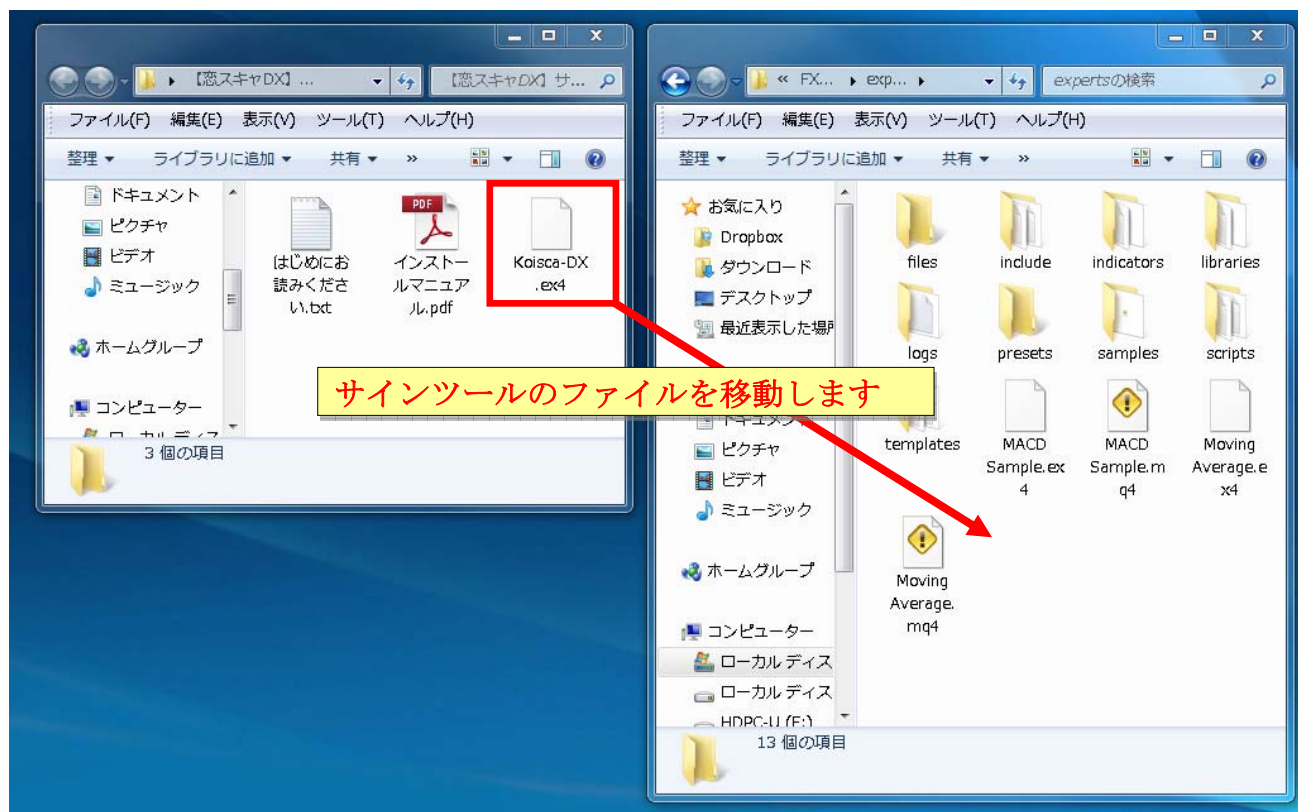 【恋スキャDX】 ...
【恋スキャDX】 サ...
ファイル(F) 編集(E) 表示(V) ツール(T) ヘルプ(H)
整理 ライブラリに追加 共有 »
ドキュメント
ピクチャ
ビデオ
ミュージック
ホームグループ
コンピューター
はじめにお
読みくださ
い.txt
PDF
インストー
ルマニュア
ル.pdf
Koisca-DX
.ex4
3 個の項目
サインツールのファイルを移動します
« FX... exp...
expertsの検索
ファイル(F) 編集(E) 表示(V) ツール(T) ヘルプ(H)
整理 ライブラリに追加 共有 »
お気に入り
Dropbox
ダウンロード
デスクトップ
最近表示した場所
ドキュメント
ピクチャ
ビデオ
ミュージック
ホームグループ
コンピューター
ローカル ディス
ローカル ディス
HDPC-U (F:)
files
include
indicators
libraries
logs
presets
samples
scripts
templates
MACD
Sample.ex
4
MACD
Sample.m
q4
Moving
Average.e
x4
Moving
Average.
mq4
13 個の項目